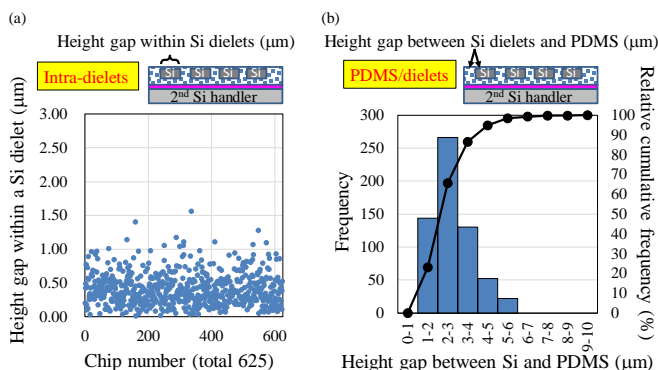 (a)
Height gap within Si dielets (μm)
Intra-dielets
Si Si Si Si
2nd Si handler
Height gap within a Si dielet (μm)
3.00
2.50
2.00
1.50
1.00
0.50
0.00
0 200 400 600
Chip number (total 625)
(b)
Height gap between Si dielets and PDMS (μm)
PDMS/dielets
Si Si Si Si
2nd Si handler
Frequency
300
250
200
150
100
50
0
100
90
80
70
60
50
40
30
20
10
0
Relative cumulative
frequency (%)
0-1 1-2 2-3 3-4 4-5 5-6 6-7 7-8 8-9 9-10
Height gap between Si and PDMS (μm)